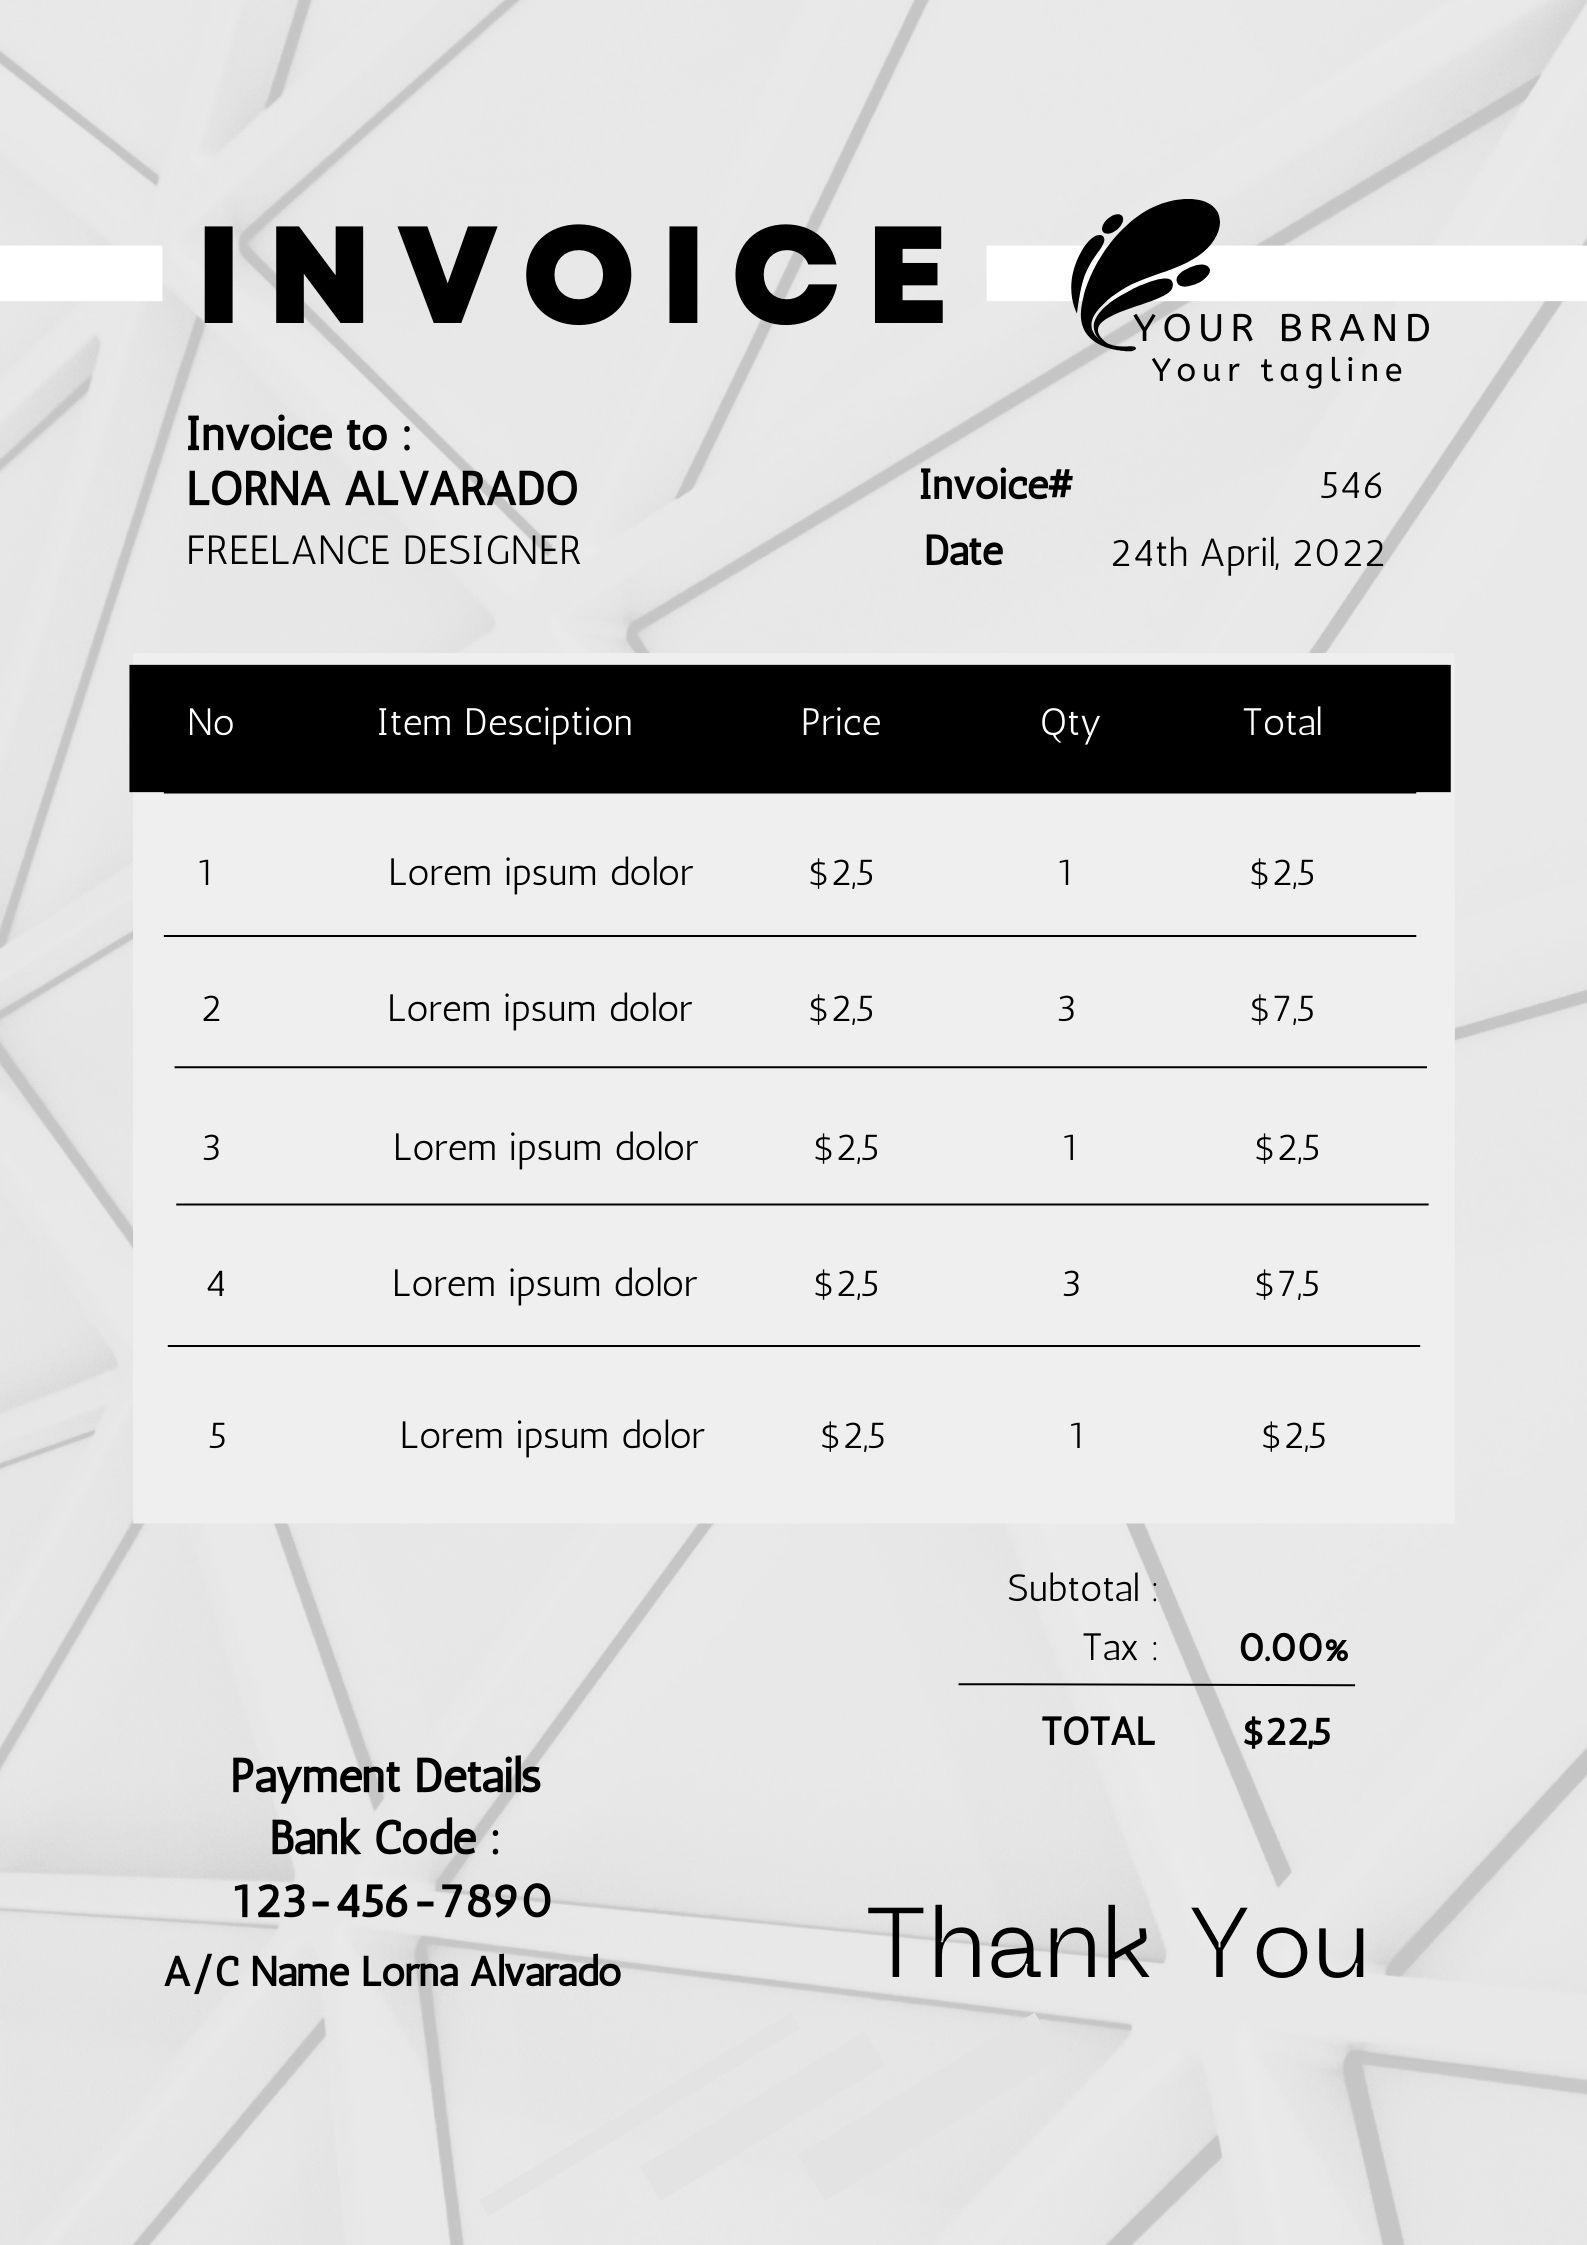 INVOICE
YOUR BRAND
Your tagline
Invoice to :
LORNA ALVARADO
FREELANCE DESIGNER
Invoice# 546
Date 24th April, 2022
No Item Desciption Price Qty Total
1 Lorem ipsum dolor $2,5 1 $2,5
2 Lorem ipsum dolor $2,5 3 $7,5
3 Lorem ipsum dolor $2,5 1 $2,5
4 Lorem ipsum dolor $2,5 3 $7,5
5 Lorem ipsum dolor $2,5 1 $2,5
Subtotal :
Tax : 0.00%
TOTAL $22,5
Payment Details
Bank Code :
123-456-7890
A/C Name Lorna Alvarado
Thank You